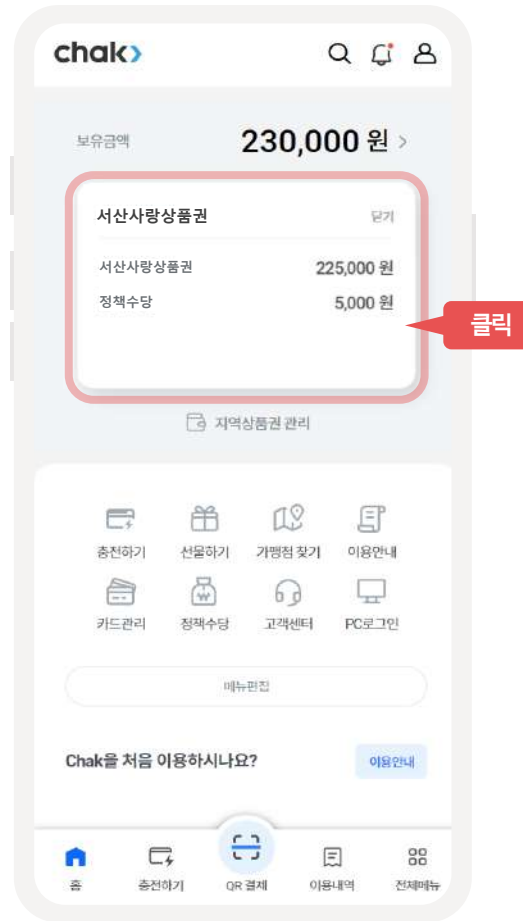 chak
보유금액 230,000 원 >
서산사랑상품권 닫기
서산사랑상품권 225,000 원
정책수당 5,000 원
클릭
지역상품권 관리
충전하기 선물하기 가맹점 찾기 이용안내
카드관리 정책수당 고객센터 PC로그인
메뉴편집
Chak을 처음 이용하시나요? 이용안내
홈 충전하기 QR 결제 이용내역 전체메뉴